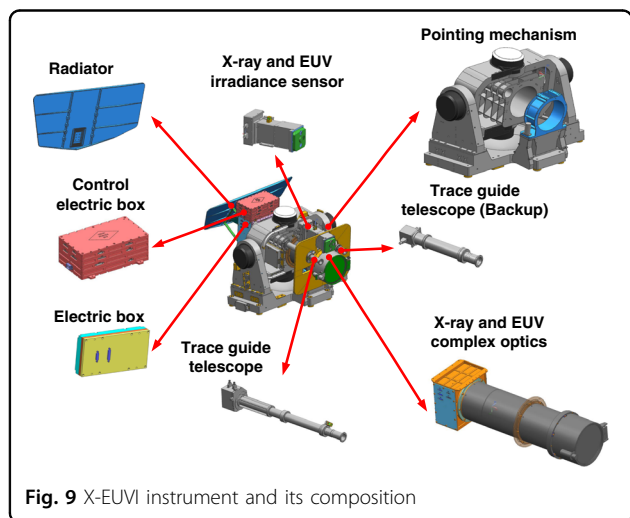 Pointing mechanism
X-ray and EUV
irradiance sensor
Radiator
Control
electric box
Trace guide
telescope (Backup)
Electric box
Trace guide
telescope
X-ray and EUV
complex optics
Fig. 9 X-EUVI instrument and its composition